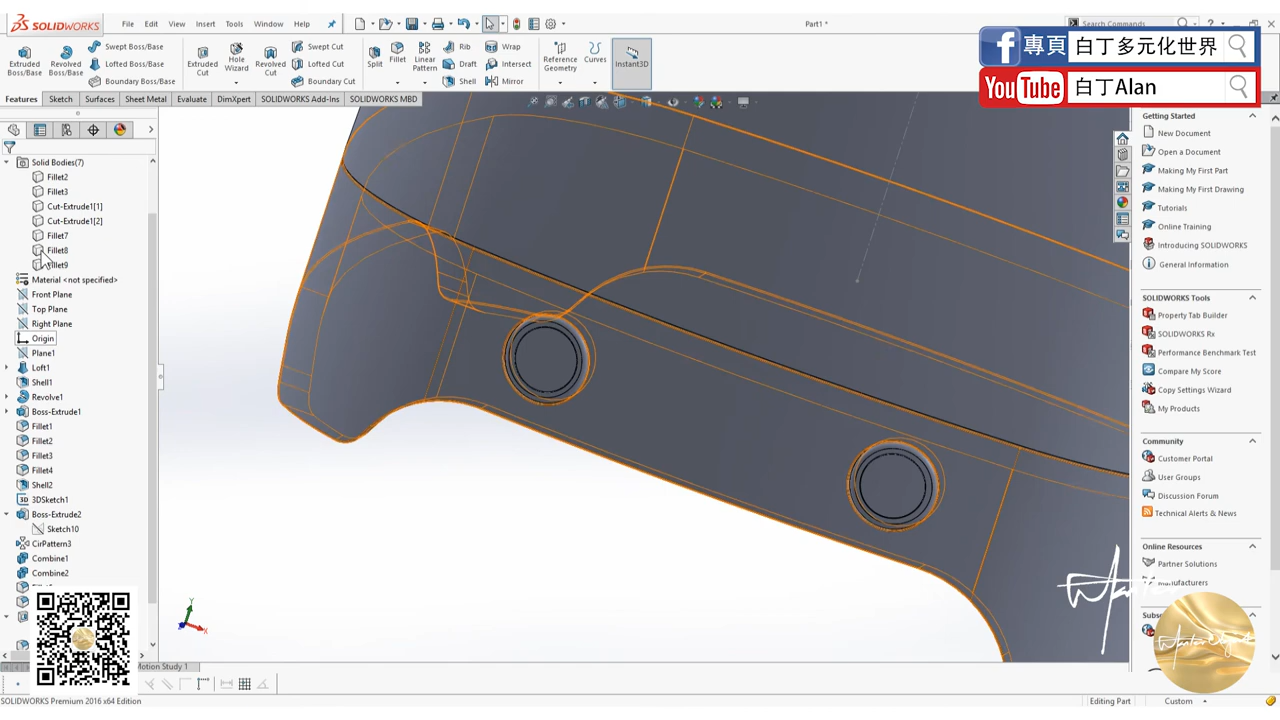 SOLIDWORKS
File Edit View Insert Tools Window Help
Part1 *
Search Commands
Extruded Boss/Base
Revolved Boss/Base
Swept Boss/Base
Lofted Boss/Base
Boundary Boss/Base
Extruded Cut
Hole Wizard
Revolved Cut
Swept Cut
Lofted Cut
Boundary Cut
Split
Fillet
Linear Pattern
Rib
Draft
Shell
Wrap
Intersect
Mirror
Reference Geometry
Curves
Instant3D
專頁 白丁多元化世界
YouTube 白丁Alan
Features Sketch Surfaces Sheet Metal Evaluate DimXpert SOLIDWORKS Add-Ins SOLIDWORKS MBD
Solid Bodies(7)
Fillet2
Fillet3
Cut-Extrude1[1]
Cut-Extrude1[2]
Fillet7
Fillet8
Fillet9
Material <not specified>
Front Plane
Top Plane
Right Plane
Origin
Plane1
Loft1
Shell1
Revolve1
Boss-Extrude1
Fillet1
Fillet2
Fillet3
Fillet4
Shell2
3DSketch1
Boss-Extrude2
Sketch10
CirPattern3
Combine1
Combine2
Getting Started
New Document
Open a Document
Making My First Part
Making My First Drawing
Tutorials
Online Training
Introducing SOLIDWORKS
General Information
SOLIDWORKS Tools
Property Tab Builder
SOLIDWORKS Rx
Performance Benchmark Test
Compare My Score
Copy Settings Wizard
My Products
Community
Customer Portal
User Groups
Discussion Forum
Technical Alerts & News
Online Resources
Partner Solutions
Manufacturers
Motion Study 1
SOLIDWORKS Premium 2016 x64 Edition
Editing Part
Custom